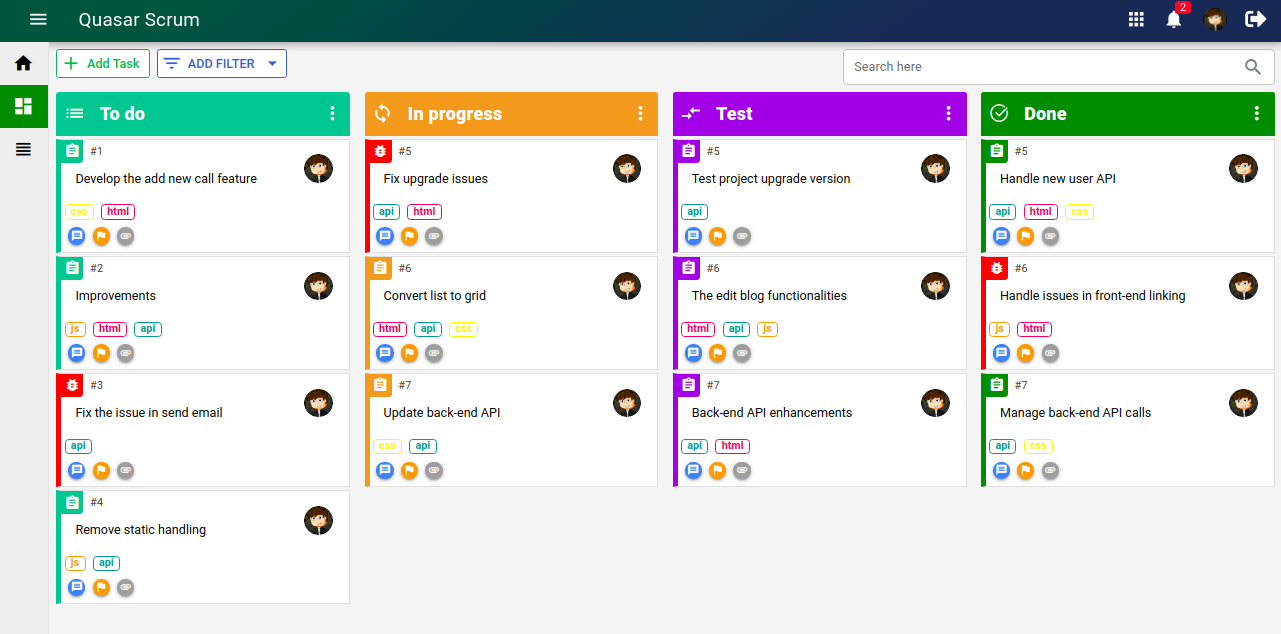 Quasar Scrum
2
Add Task
ADD FILTER
Search here
To do
#1
Develop the add new call feature
css html
#2
Improvements
js html api
#3
Fix the issue in send email
api
#4
Remove static handling
js api
In progress
#5
Fix upgrade issues
api html
#6
Convert list to grid
html api css
#7
Update back-end API
css api
Test
#5
Test project upgrade version
api
#6
The edit blog functionalities
html api js
#7
Back-end API enhancements
api html
Done
#5
Handle new user API
api html css
#6
Handle issues in front-end linking
js html
#7
Manage back-end API calls
api css